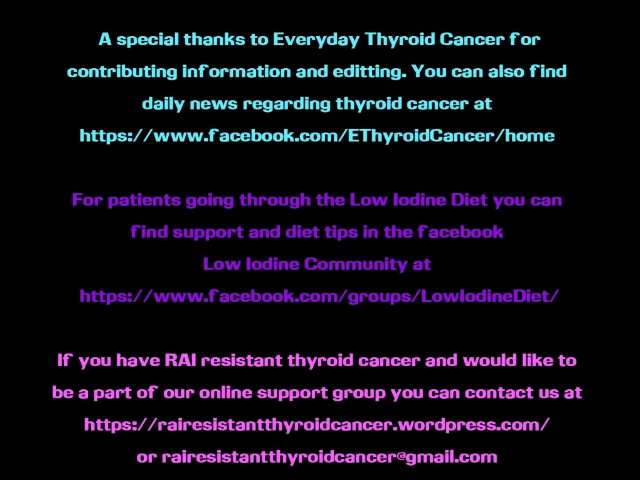 A special thanks to Everyday Thyroid Cancer for
contributing information and editting. You can also find
daily news regarding thyroid cancer at
https://www.facebook.com/EThyroidCancer/home
For patients going through the Low Iodine Diet you can
find support and diet tips in the facebook
Low Iodine Community at
https://www.facebook.com/groups/LowIodineDiet/
If you have RAI resistant thyroid cancer and would like to
be a part of our online support group you can contact us at
https://rairesistantthyroidcancer.wordpress.com/
or rairesistantthyroidcancer@gmail.com